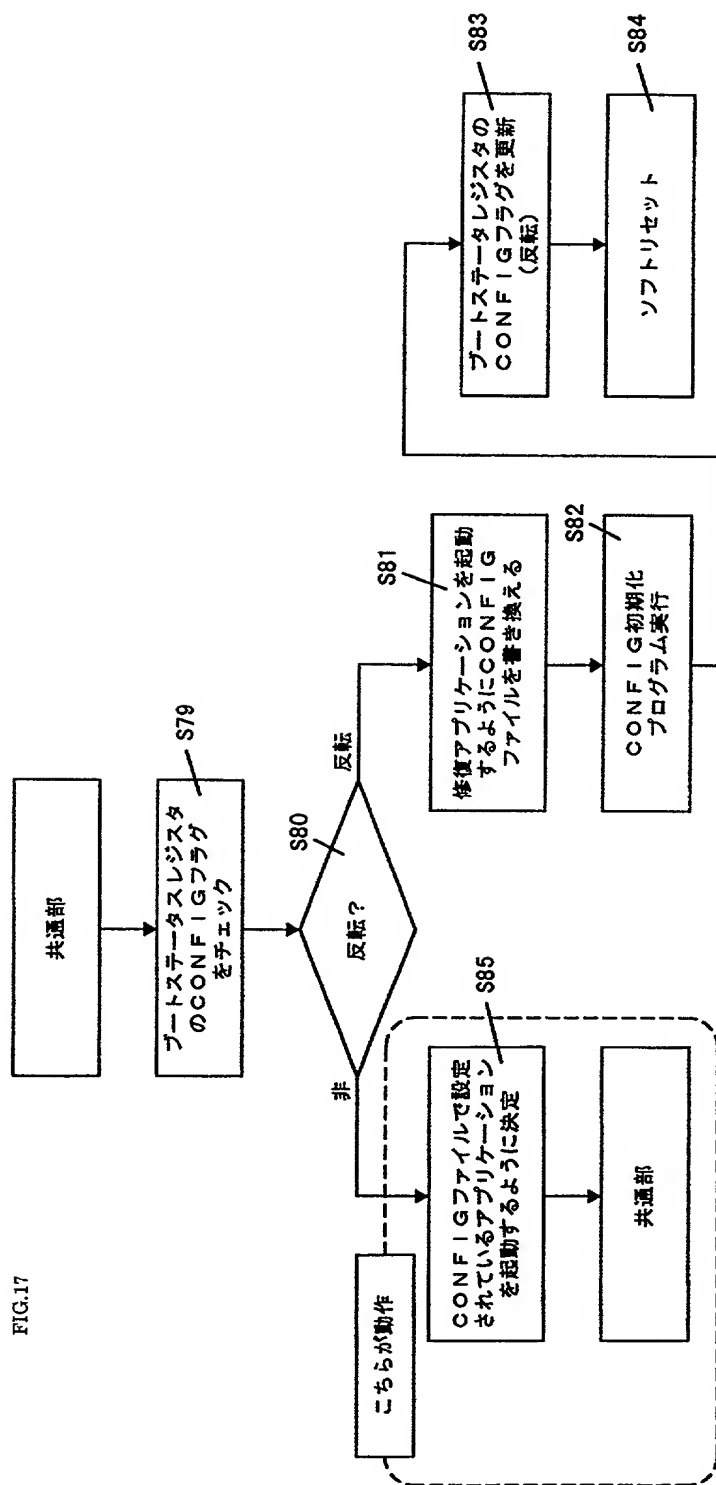 FIG.17
共通部
ブートステータスレジスタ
のCONFIGフラグ
をチェック
S79
反転?
S80
非
反転
こちらが動作
CONFIGファイルで設定
されているアプリケーション
を起動するように決定
S85
共通部
修復アプリケーションを起動
するようにCONFIG
ファイルを書き換える
S81
CONFIG初期化
プログラム実行
S82
ブートステータレジスタの
CONFIGフラグを更新
(反転)
S83
ソフトリセット
S84